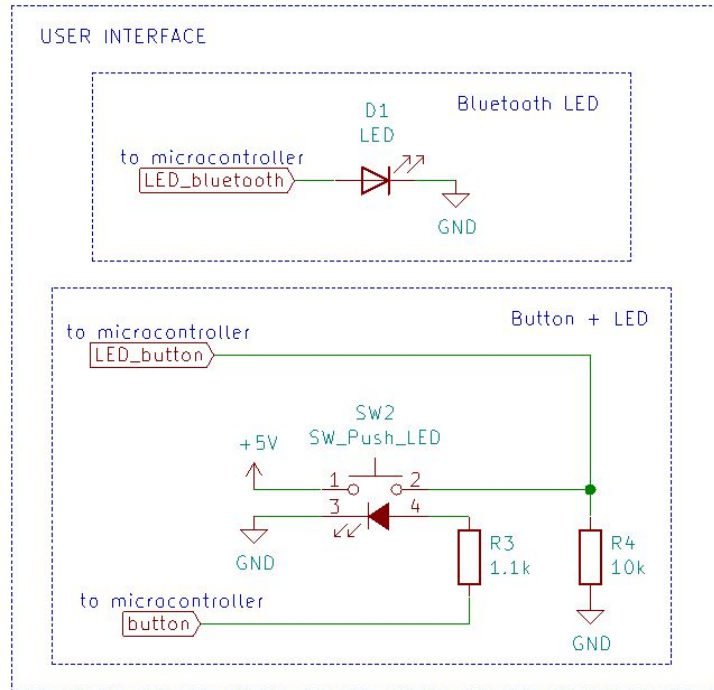 USER INTERFACE
Bluetooth LED
D1
LED
to microcontroller
LED_bluetooth
GND
Button + LED
to microcontroller
LED_button
SW2
SW_Push_LED
+5V
1
2
3
4
GND
R3
1.1k
R4
10k
to microcontroller
button
GND